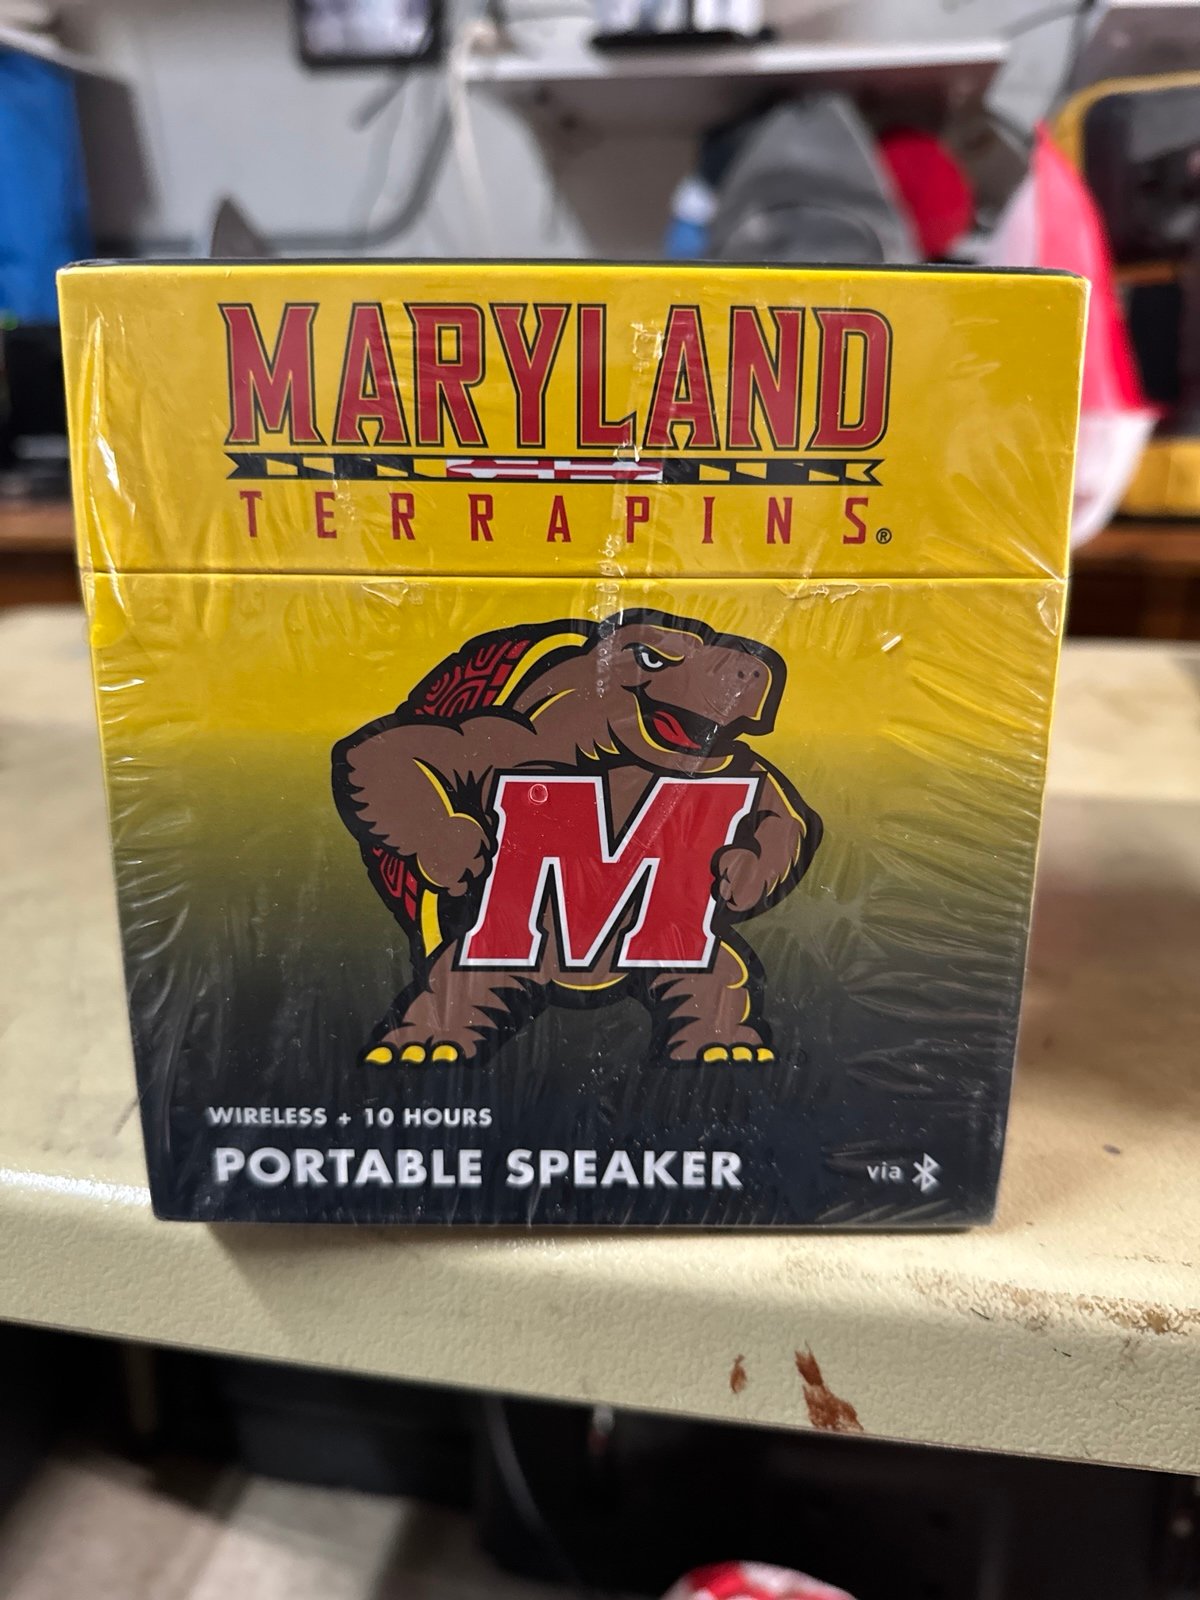 MARYLAND
TERRAPINS®
M
WIRELESS + 10 HOURS
PORTABLE SPEAKER
via